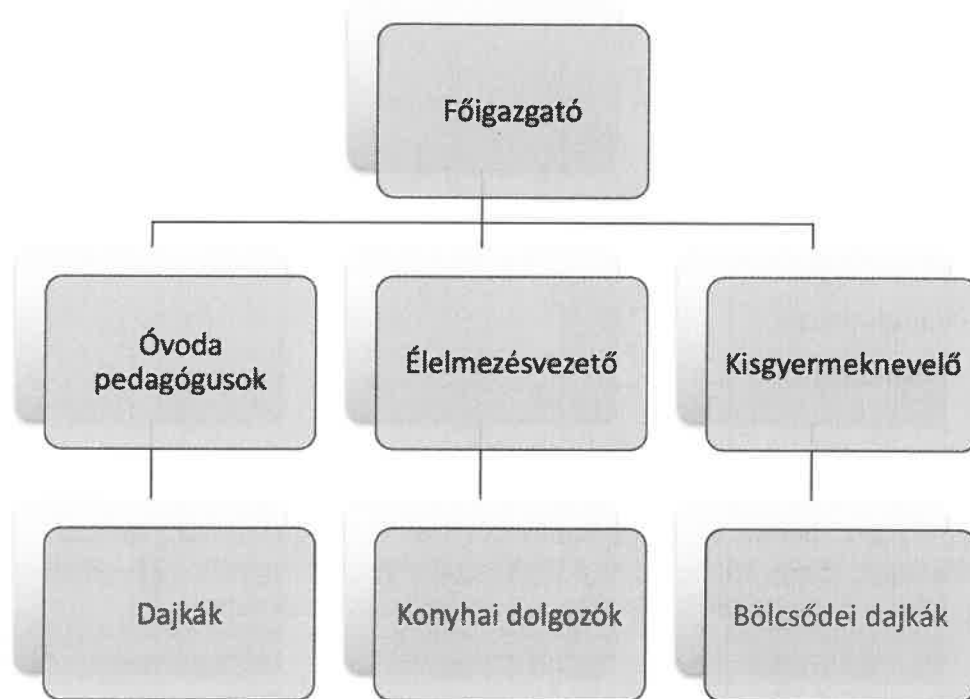 Főigazgató
Óvoda
pedagógusok
Élelmezésvezető
Kisgyermeknevelő
Dajkák
Konyhai dolgozók
Bölcsődei dajkák